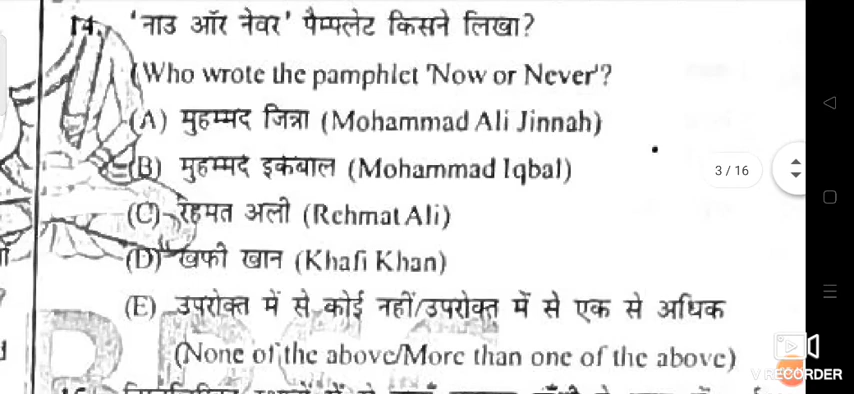 14. 'नाउ ऑर नेवर' पैम्फ्लेट किसने लिखा?
(Who wrote the pamphlet 'Now or Never'?
(A) मुहम्मद जिन्ना (Mohammad Ali Jinnah)
(B) मुहम्मद इकबाल (Mohammad Iqbal)
(C) रहमत अली (Rehmat Ali)
(D) खफी खान (Khafi Khan)
(E) उपरोक्त में से कोई नहीं/उपरोक्त में से एक से अधिक
(None of the above/More than one of the above)
3 / 16
V RECORDER